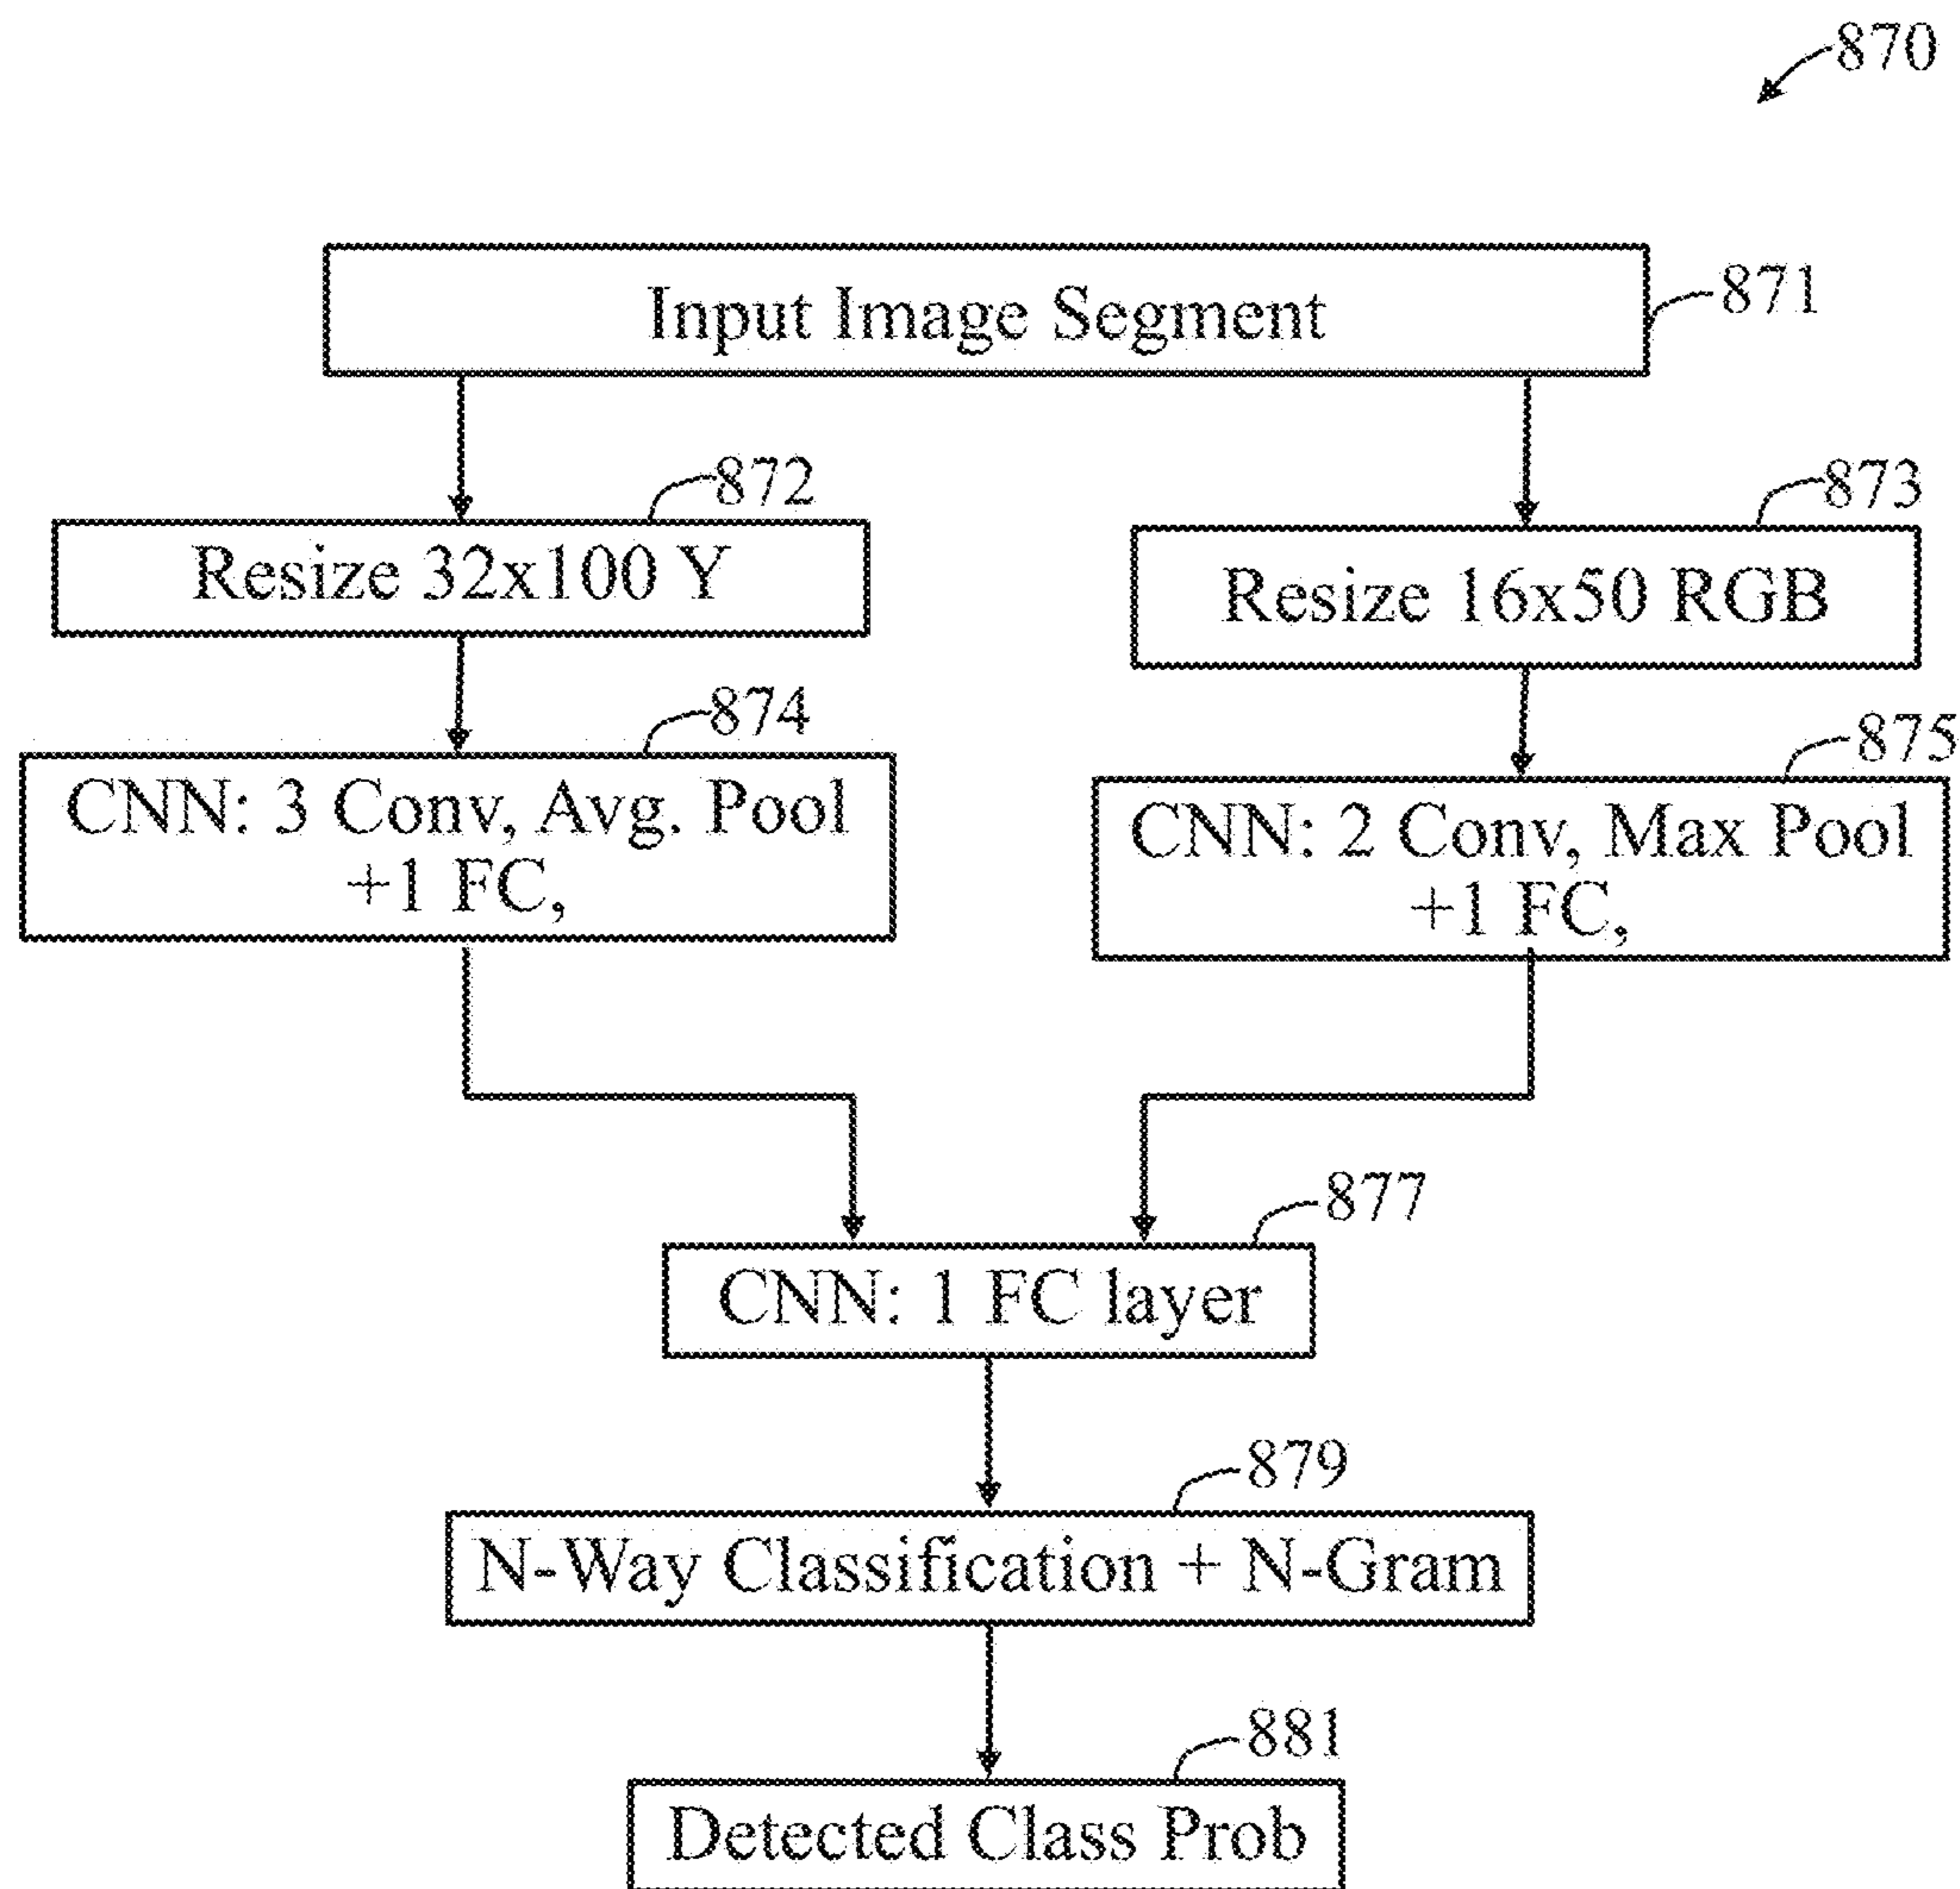 870
Input Image Segment
871
872
873
Resize 32x100 Y
Resize 16x50 RGB
874
875
CNN: 3 Conv, Avg. Pool
+1 FC,
CNN: 2 Conv, Max Pool
+1 FC,
877
CNN: 1 FC layer
879
N-Way Classification + N-Gram
881
Detected Class Prob